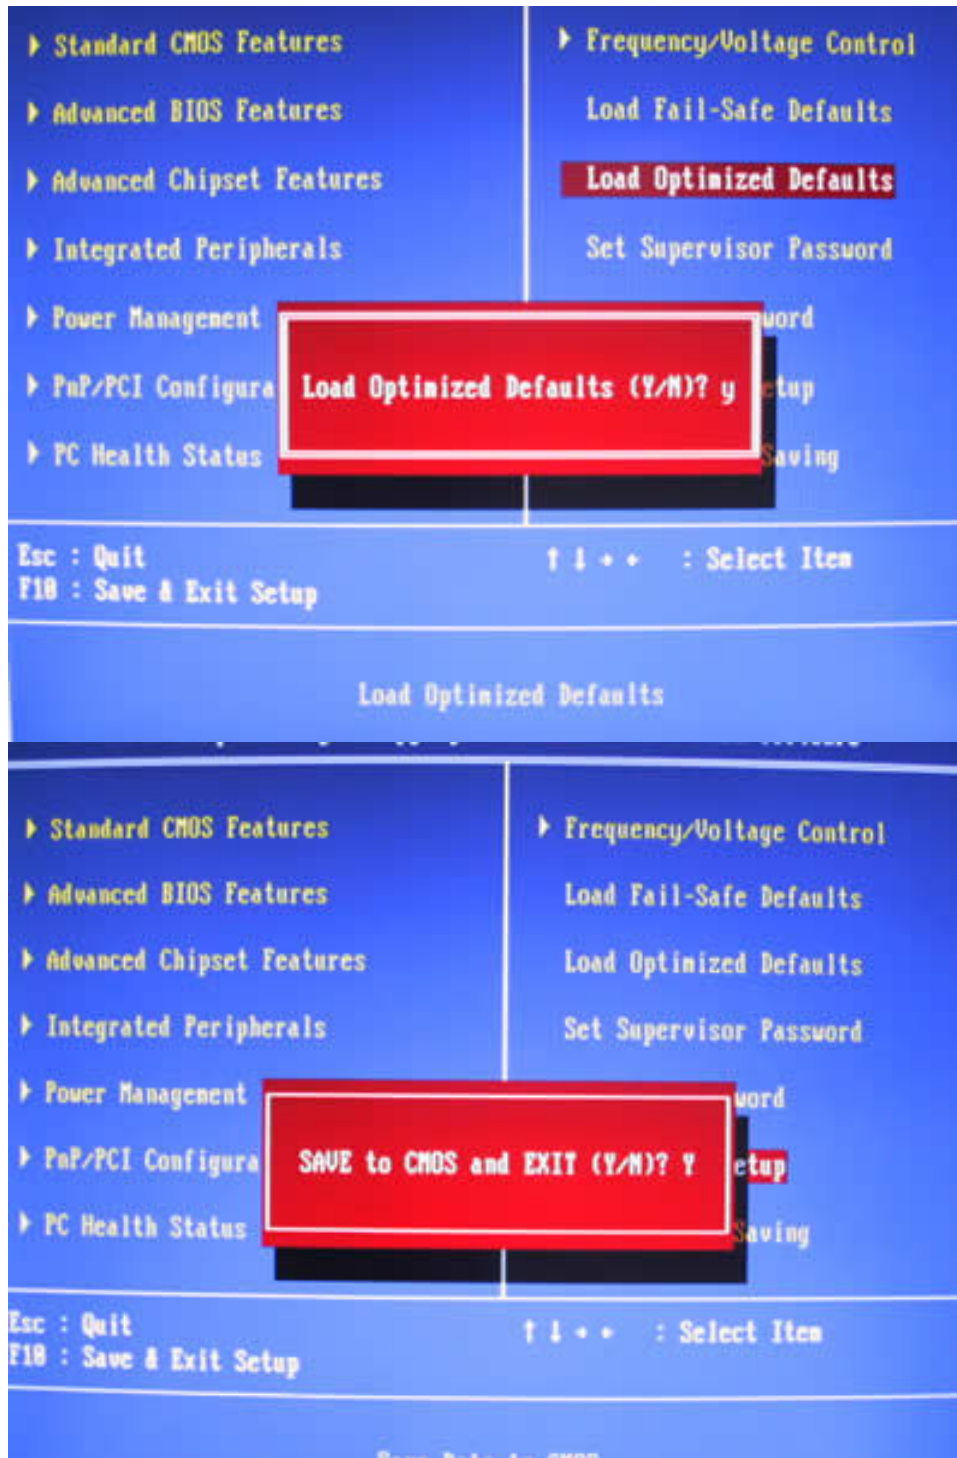 Standard CMOS Features
Frequency/Voltage Control
Advanced BIOS Features
Load Fail-Safe Defaults
Advanced Chipset Features
Load Optimized Defaults
Integrated Peripherals
Set Supervisor Password
Power Management
word
PnP/PCI Configura
Load Optimized Defaults (Y/N)? y
etup
PC Health Status
Saving
Esc : Quit
↑ ↓ → ← : Select Item
F10 : Save & Exit Setup
Load Optimized Defaults
Standard CMOS Features
Frequency/Voltage Control
Advanced BIOS Features
Load Fail-Safe Defaults
Advanced Chipset Features
Load Optimized Defaults
Integrated Peripherals
Set Supervisor Password
Power Management
word
PnP/PCI Configura
SAVE to CMOS and EXIT (Y/N)? Y
etup
PC Health Status
Saving
Esc : Quit
↑ ↓ → ← : Select Item
F10 : Save & Exit Setup